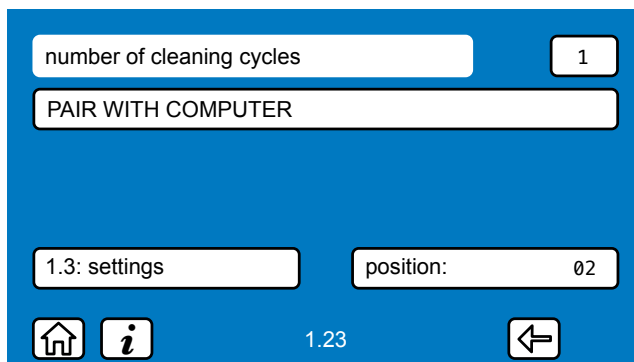 number of cleaning cycles 1
PAIR WITH COMPUTER
1.3: settings position: 02
i 1.23